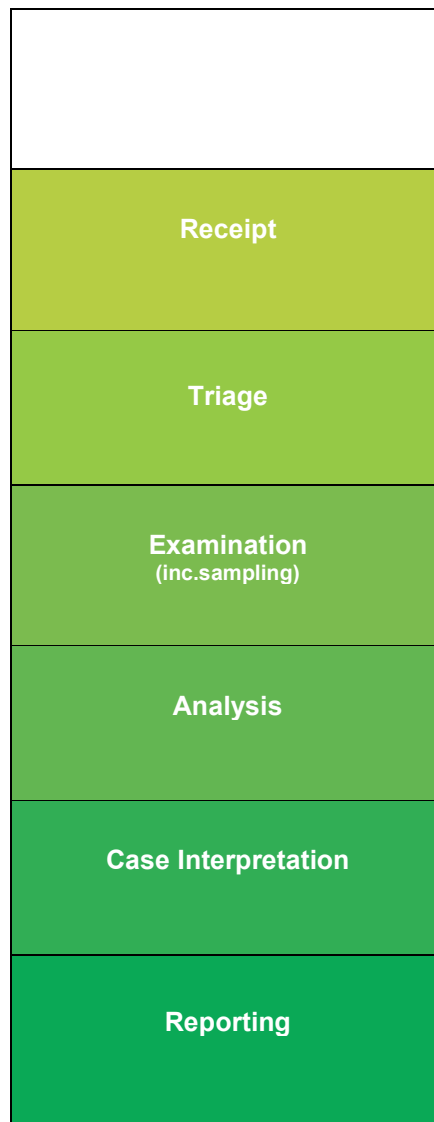 Receipt
Triage
Examination
(inc.sampling)
Analysis
Case Interpretation
Reporting